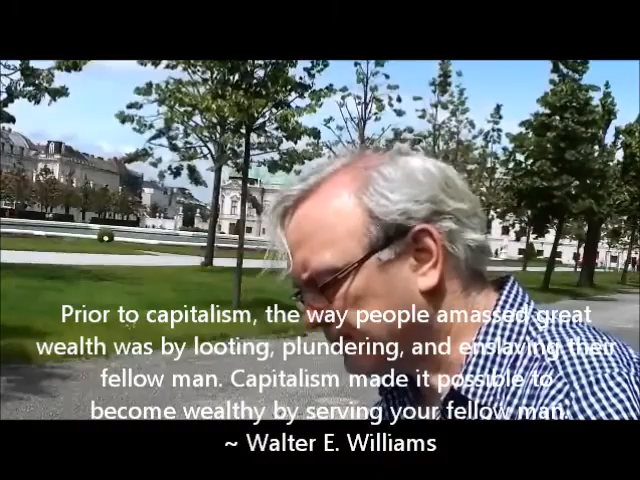 Prior to capitalism, the way people amassed great
wealth was by looting, plundering, and enslaving their
fellow man. Capitalism made it possible to
become wealthy by serving your fellow man.
~ Walter E. Williams